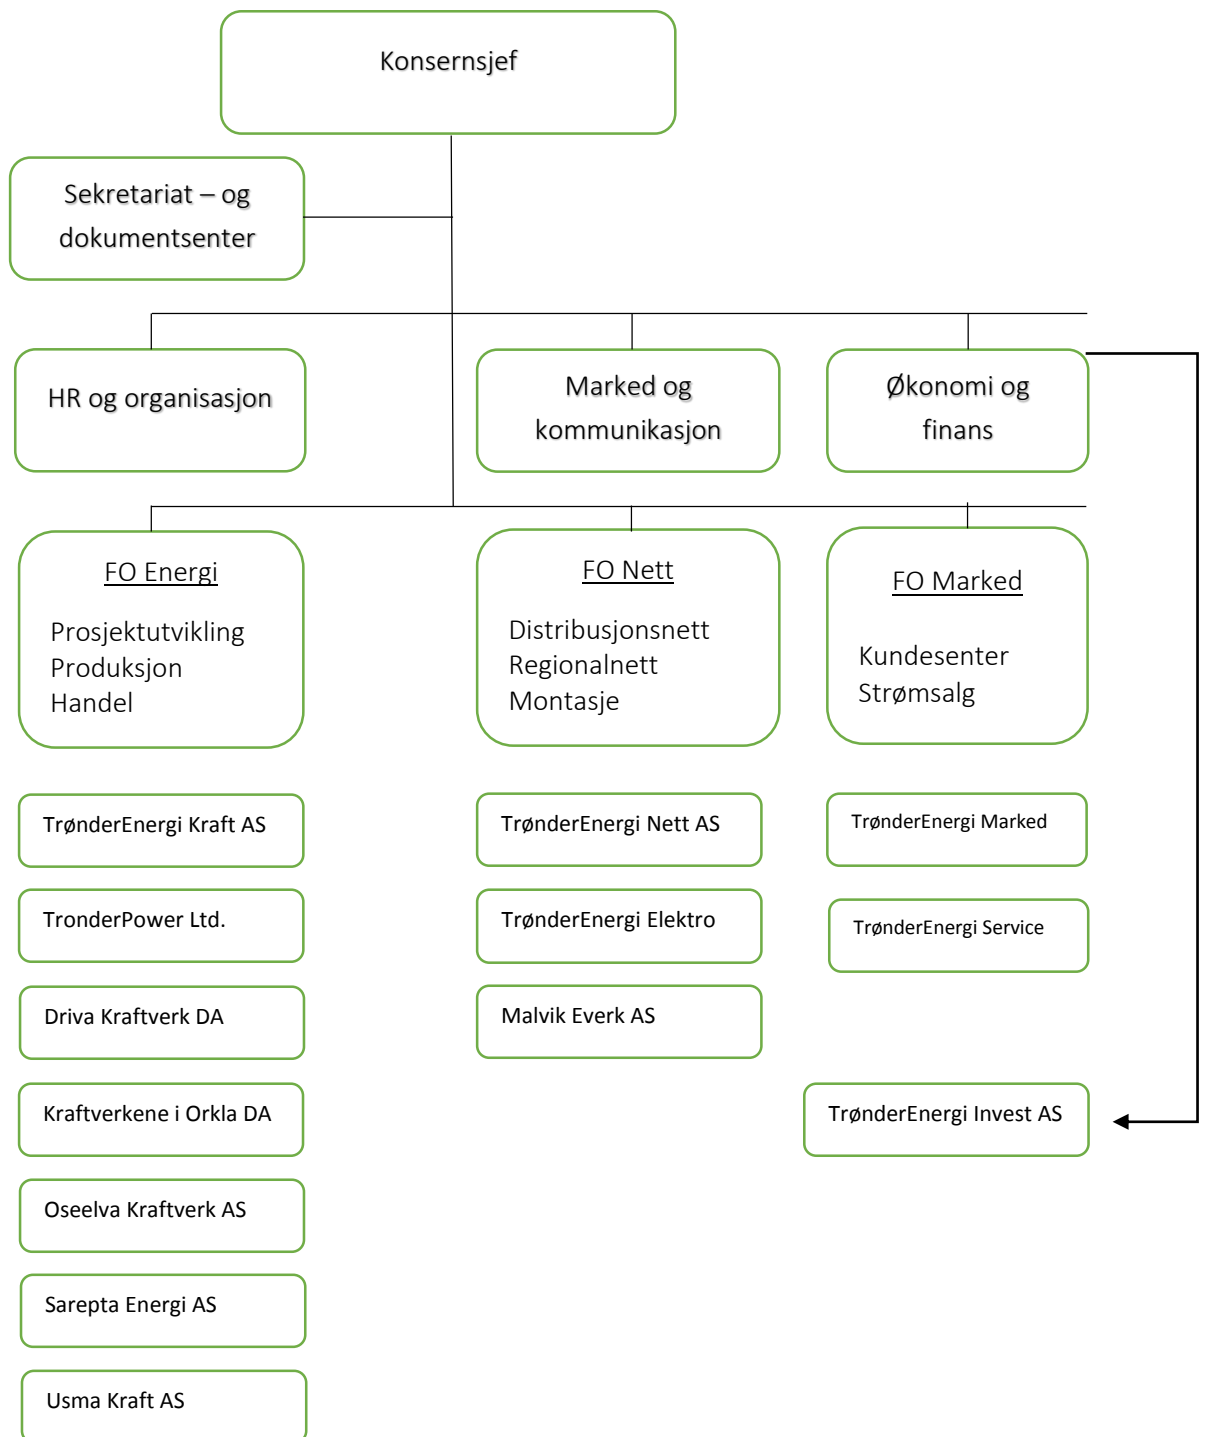 Konsernsjef
Sekretariat – og
dokumentsenter
HR og organisasjon
Marked og
kommunikasjon
Økonomi og
finans
FO Energi
Prosjektutvikling
Produksjon
Handel
FO Nett
Distribusjonsnett
Regionalnett
Montasje
FO Marked
Kundesenter
Strømsalg
TrønderEnergi Kraft AS
TronderPower Ltd.
Driva Kraftverk DA
Kraftverkene i Orkla DA
Oseelva Kraftverk AS
Sarepta Energi AS
Usma Kraft AS
TrønderEnergi Nett AS
TrønderEnergi Elektro
Malvik Everk AS
TrønderEnergi Marked
TrønderEnergi Service
TrønderEnergi Invest AS